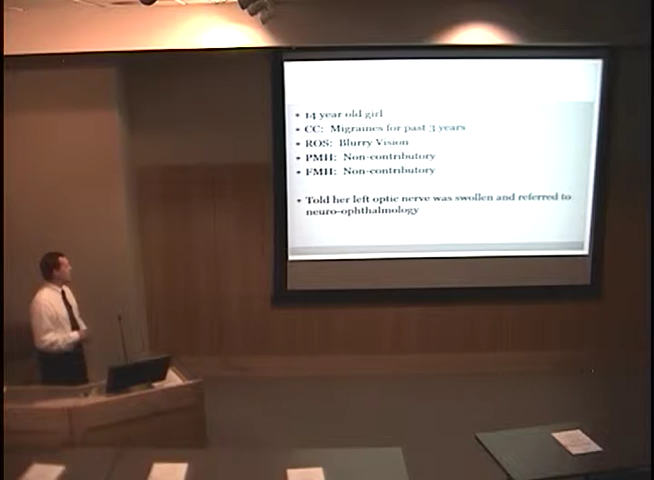 • 14 year old girl
• CC: Migraines for past 3 years
• ROS: Blurry Vision
• PMH: Non-contributory
• FMH: Non-contributory
• Told her left optic nerve was swollen and referred to
neuro-ophthalmology